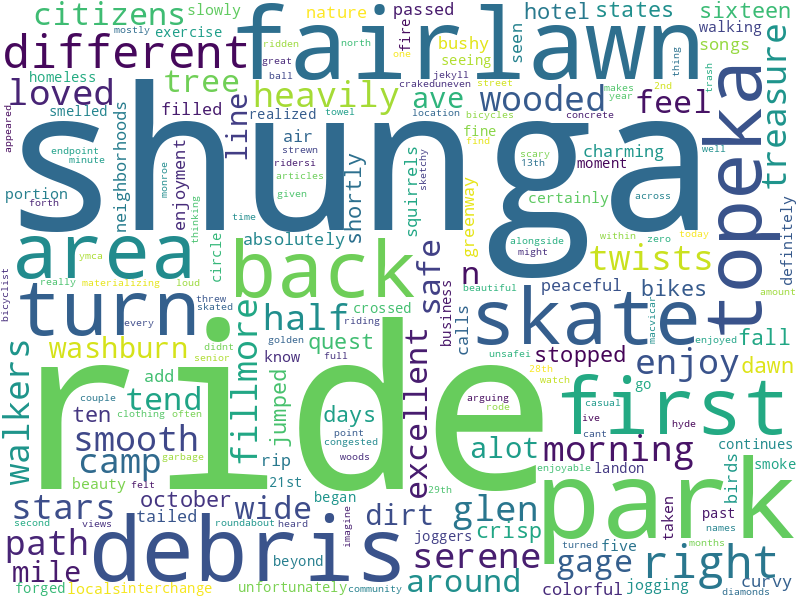 citizens slowly mostly exercise nature passed hotel states sixteen
different ridden north bushy fire seen walking songs
fairlawn
homeless great ball one seeing thing
loved smelled tree heavily jekyll crakeduneven street makes 2nd trash
filled line ave wooded feel year
appeared shunga realized towel location bicycles concrete well treasure
neighborhoods air fine find moment charming topeka
endpoint minute strewn scary 13th
portion enjoyment monroe ridersi squirrels sketchy certainly
forth articles given shortly greenway within zero across today
thinking time alongside might
area ymca circle absolutely n twists definitely
really materializing loud back safe business beautiful peaceful amount
bicyclist turn threw skated crossed calls bikes macvicar enjoyed
every half riding skate
washburn fillmore golden full know quest unsafei stopped enjoy fall dawn
walkers didnt senior 28th watch
add jumped days excellent arguing rode casual go
tend couple first live hyde
ten clothing often point congested cant
smooth ride alot morning continues
camp garbage rip woods enjoyable landon birds smoke
beauty felt 21st 29th
stars october wide began glen park past
second views tailed roundabout heard imagine dirt joggers crisp taken names
path debris beyond serene five turned months
mile around gage right
forged locals interchange unfortunately community colorful jogging diamonds curvy